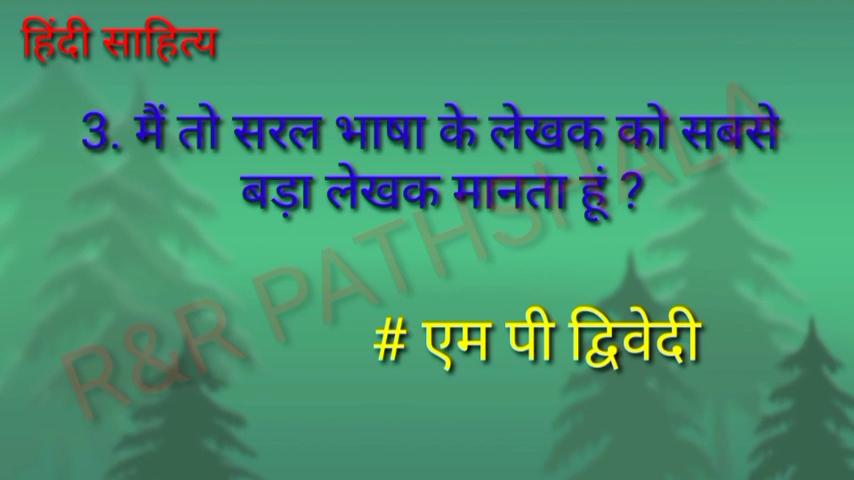 हिंदी साहित्य
3. मैं तो सरल भाषा के लेखक को सबसे
बड़ा लेखक मानता हूं ?
R&R PATHSHALA
# एम पी द्विवेदी